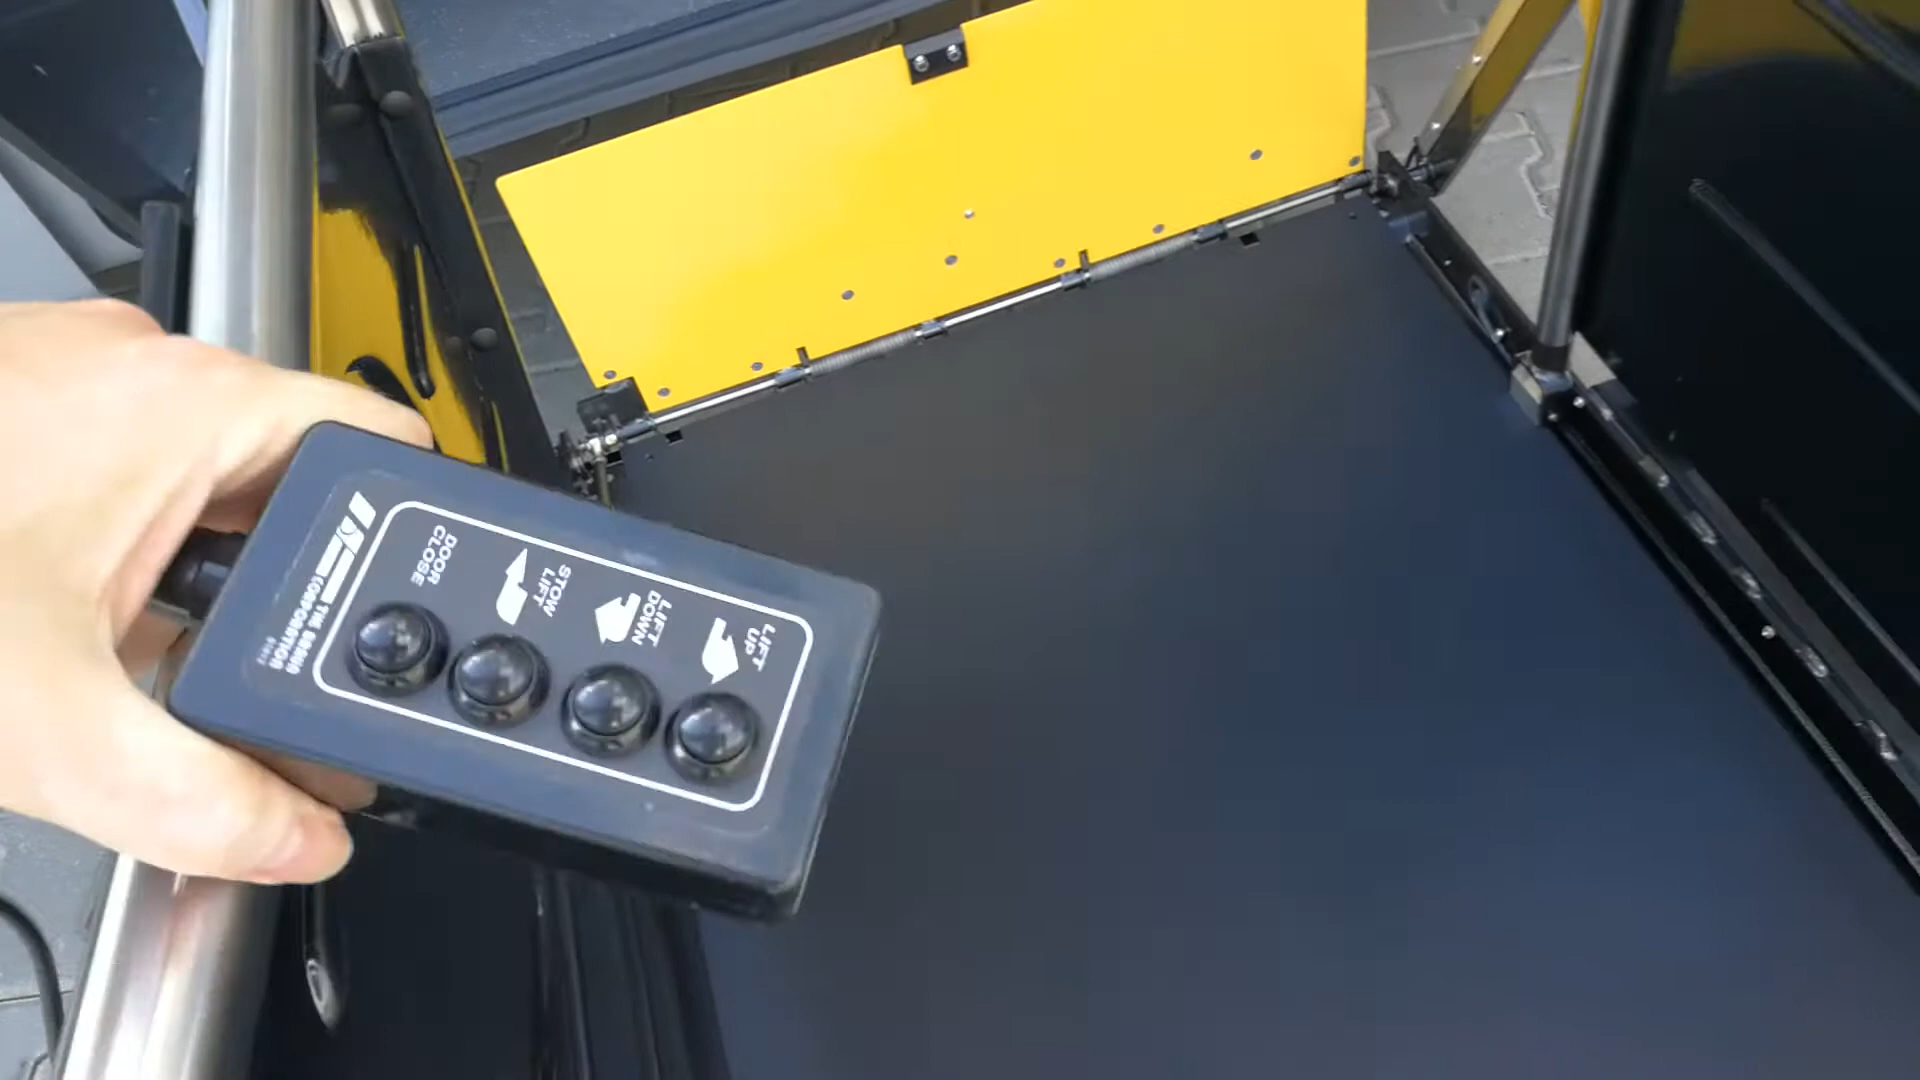 DOOR
CLOSE
STOW
LIFT
LIFT
DOWN
LIFT
UP
THE BRAUN
CORPORATION